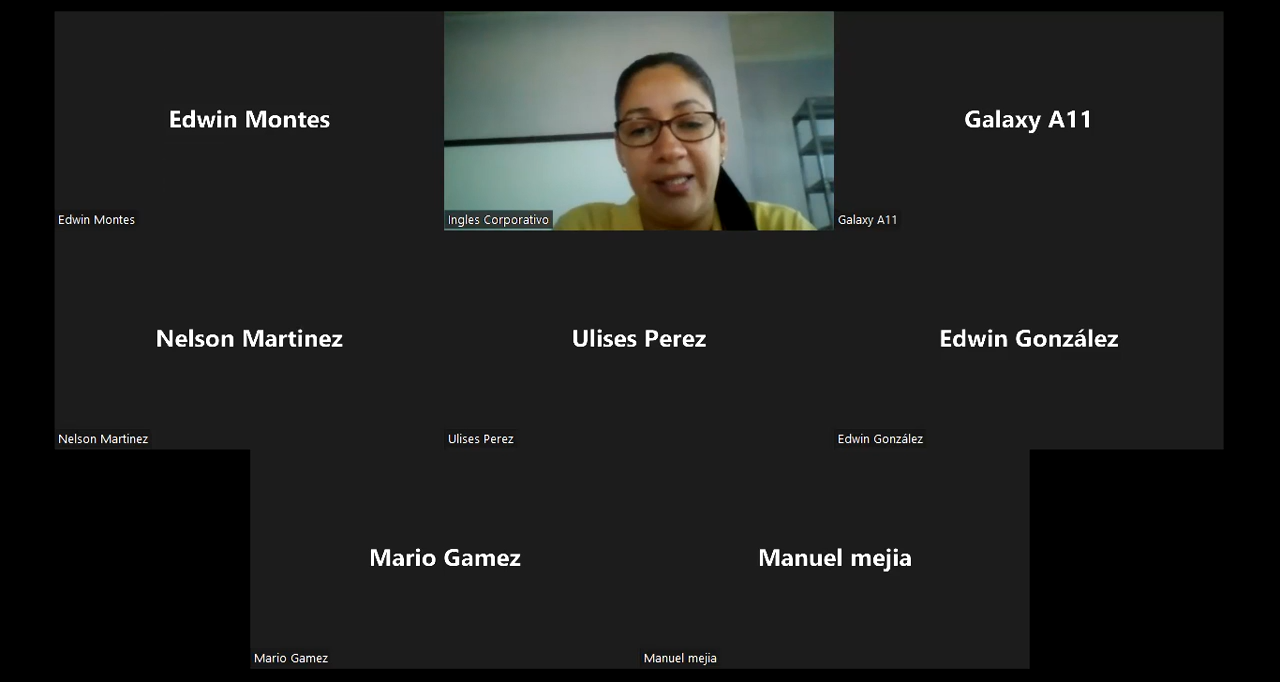 Edwin Montes
Galaxy A11
Edwin Montes
Ingles Corporativo
Galaxy A11
Nelson Martinez
Ulises Perez
Edwin González
Nelson Martinez
Ulises Perez
Edwin González
Mario Gamez
Manuel mejia
Mario Gamez
Manuel mejia